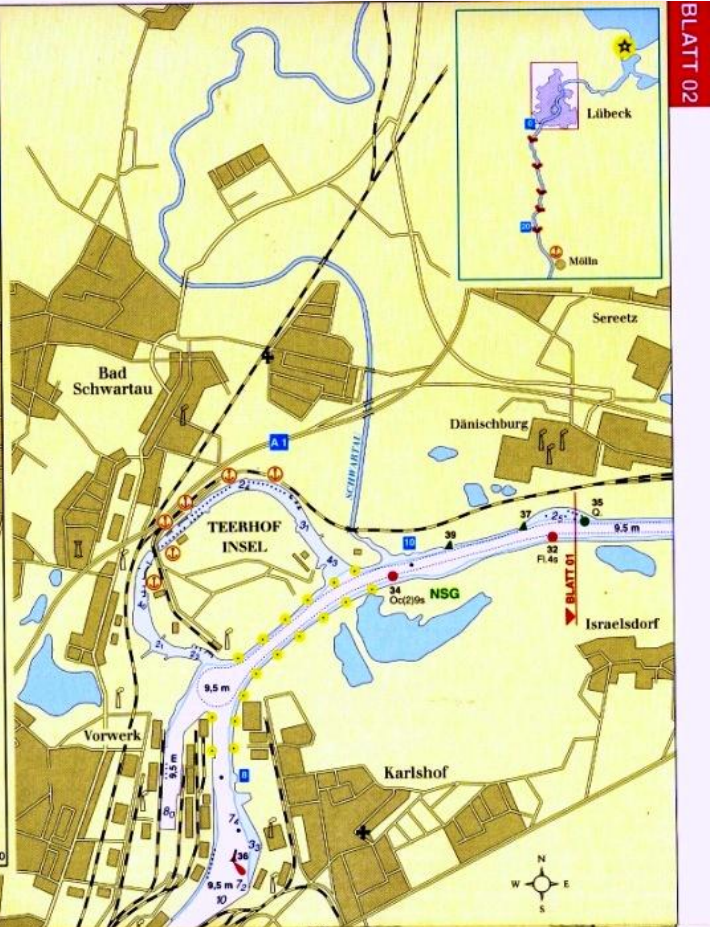 BLATT 02
Lübeck
0
20
Mölln
Sereetz
Bad
Schwartau
Dänischburg
A 1
SCHWARTAU
TEERHOF
INSEL
10
39
37
35
Q.
9.5 m
32
Fl.4s
34
Oc(2)9s
NSG
BLATT 01
Israelsdorf
9,5 m
Vorwerk
9,5 m
8
Karlshof
36
9,5 m
10
N
W
E
S